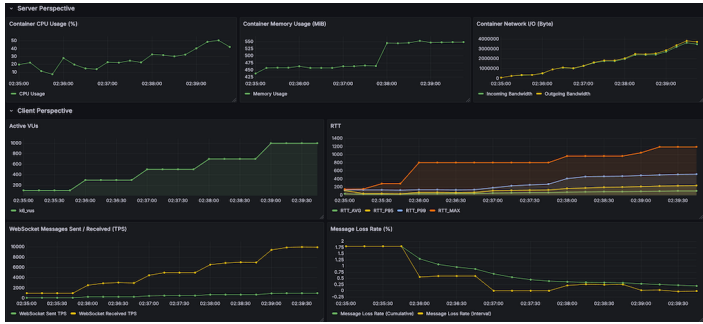 Server Perspective
Container CPU Usage (%)
50
40
30
20
10
02:35:00 02:36:00 02:37:00 02:38:00 02:39:00
CPU Usage
Container Memory Usage (MIB)
550
525
500
475
450
425
02:35:00 02:36:00 02:37:00 02:38:00 02:39:00
Memory Usage
Container Network I/O (Byte)
4000000
3000000
2000000
1000000
0
02:35:00 02:36:00 02:37:00 02:38:00 02:39:00
Incoming Bandwidth Outgoing Bandwidth
Client Perspective
Active VUs
1000
800
600
400
200
02:35:00 02:35:30 02:36:00 02:36:30 02:37:00 02:37:30 02:38:00 02:38:30 02:39:00 02:39:30
k6_vus
RTT
1400
1200
1000
800
600
400
200
0
02:35:00 02:35:30 02:36:00 02:36:30 02:37:00 02:37:30 02:38:00 02:38:30 02:39:00 02:39:30
RTT_AVG RTT_P95 RTT_P99 RTT_MAX
WebSocket Messages Sent / Received (TPS)
10000
8000
6000
4000
2000
0
02:35:00 02:35:30 02:36:00 02:36:30 02:37:00 02:37:30 02:38:00 02:38:30 02:39:00 02:39:30
WebSocket Sent TPS WebSocket Received TPS
Message Loss Rate (%)
2
1.75
1.5
1.25
1
0.75
0.5
0.25
0
-0.25
02:35:00 02:35:30 02:36:00 02:36:30 02:37:00 02:37:30 02:38:00 02:38:30 02:39:00 02:39:30
Message Loss Rate (Cumulative) Message Loss Rate (Interval)